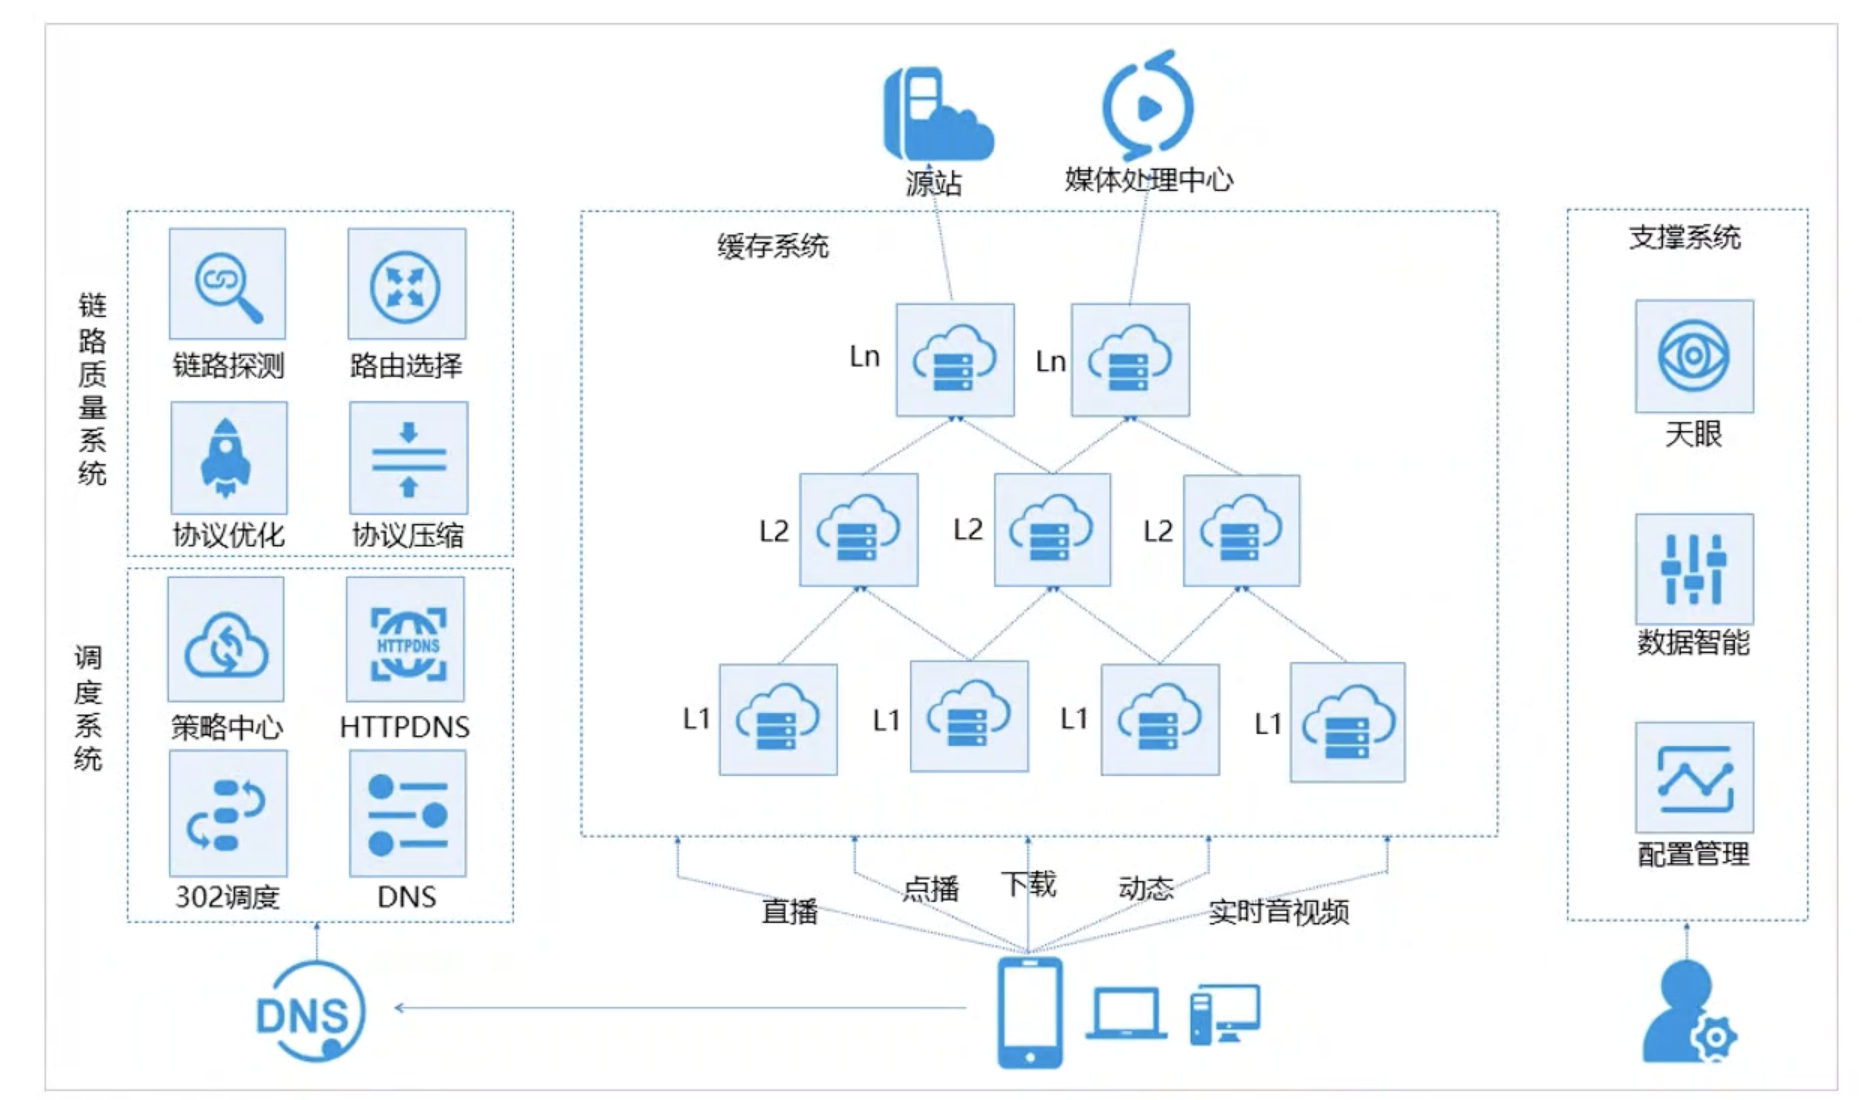 源站
媒体处理中心
链路质量系统
链路探测
路由选择
协议优化
协议压缩
调度系统
策略中心
HTTPDNS
HTTPDNS
302调度
DNS
DNS
缓存系统
Ln
Ln
L2
L2
L2
L1
L1
L1
L1
直播
点播
下载
动态
实时音视频
支撑系统
天眼
数据智能
配置管理